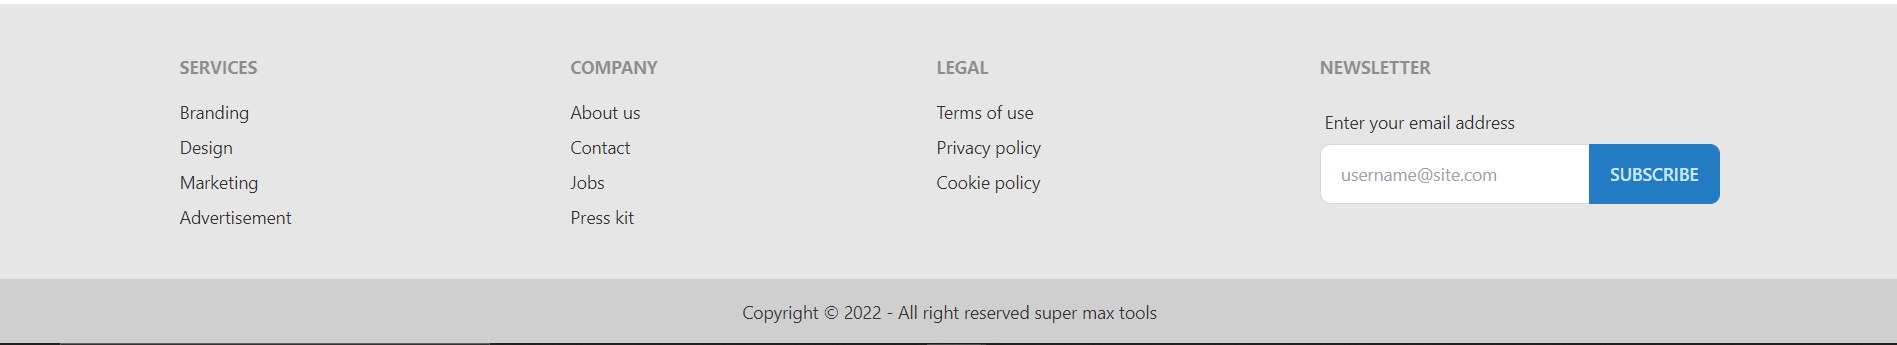 SERVICES
Branding
Design
Marketing
Advertisement
COMPANY
About us
Contact
Jobs
Press kit
LEGAL
Terms of use
Privacy policy
Cookie policy
NEWSLETTER
Enter your email address
username@site.com
SUBSCRIBE
Copyright © 2022 - All right reserved super max tools